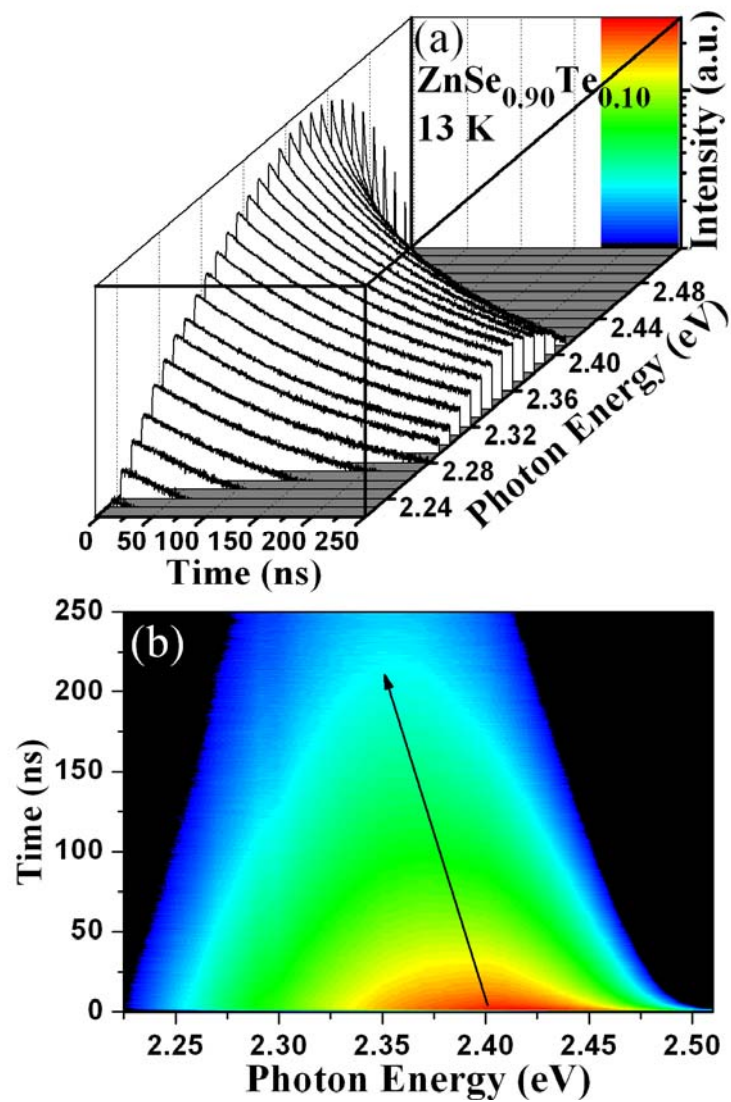 (a)
ZnSe0.90Te0.10
13 K
Intensity (a.u.)
2.48
2.44
2.40
2.36
2.32
2.28
2.24
Photon Energy (eV)
0 50 100 150 200 250
Time (ns)
(b)
250
200
150
100
50
0
Time (ns)
2.25 2.30 2.35 2.40 2.45 2.50
Photon Energy (eV)